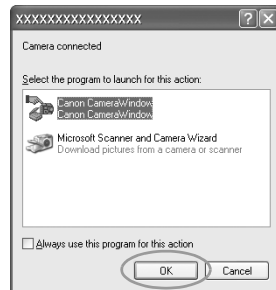 XXXXXXXXXXXXXXXX
Camera connected
Select the program to launch for this action:
Canon CameraWindow
Canon CameraWindow
Microsoft Scanner and Camera Wizard
Download pictures from a camera or scanner
Always use this program for this action
OK Cancel